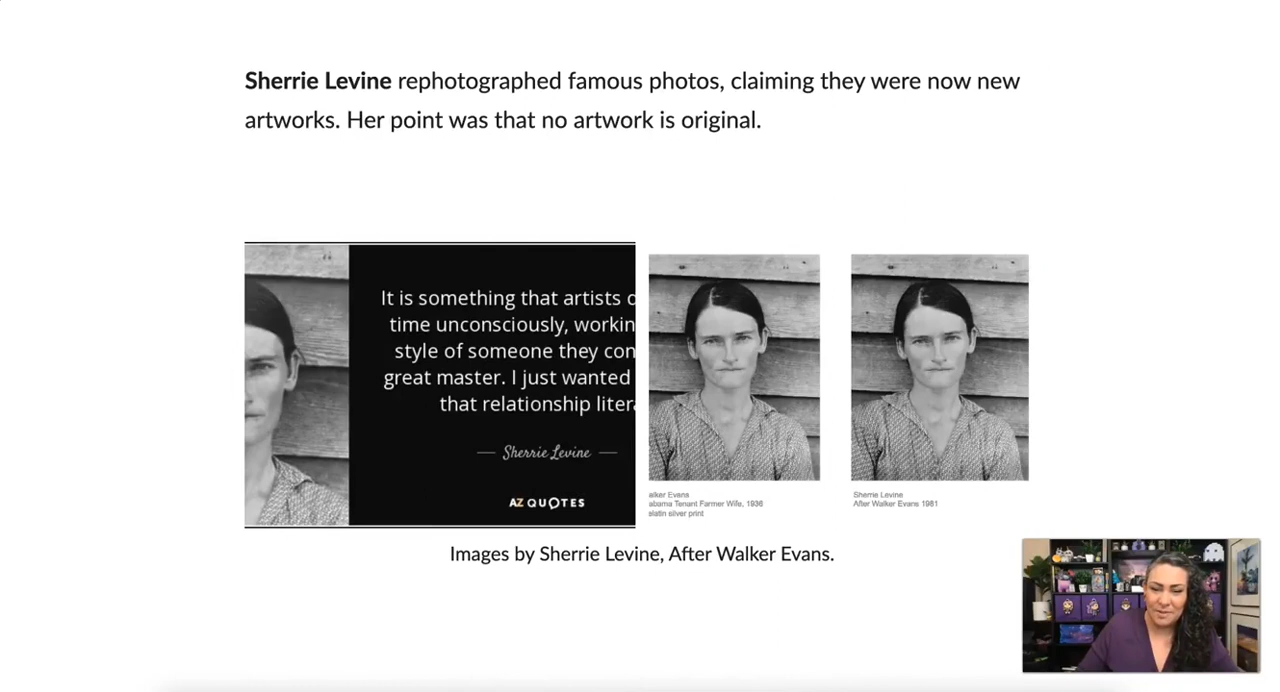 Sherrie Levine rephotographed famous photos, claiming they were now new
artworks. Her point was that no artwork is original.
It is something that artists
time unconsciously, workin
style of someone they con
great master. I just wanted
that relationship liter
— Sherrie Levine —
AZ QUOTES
alker Evans
abama Tenant Farmer Wife, 1936
elatin silver print
Sherrie Levine
After Walker Evans 1981
Images by Sherrie Levine, After Walker Evans.